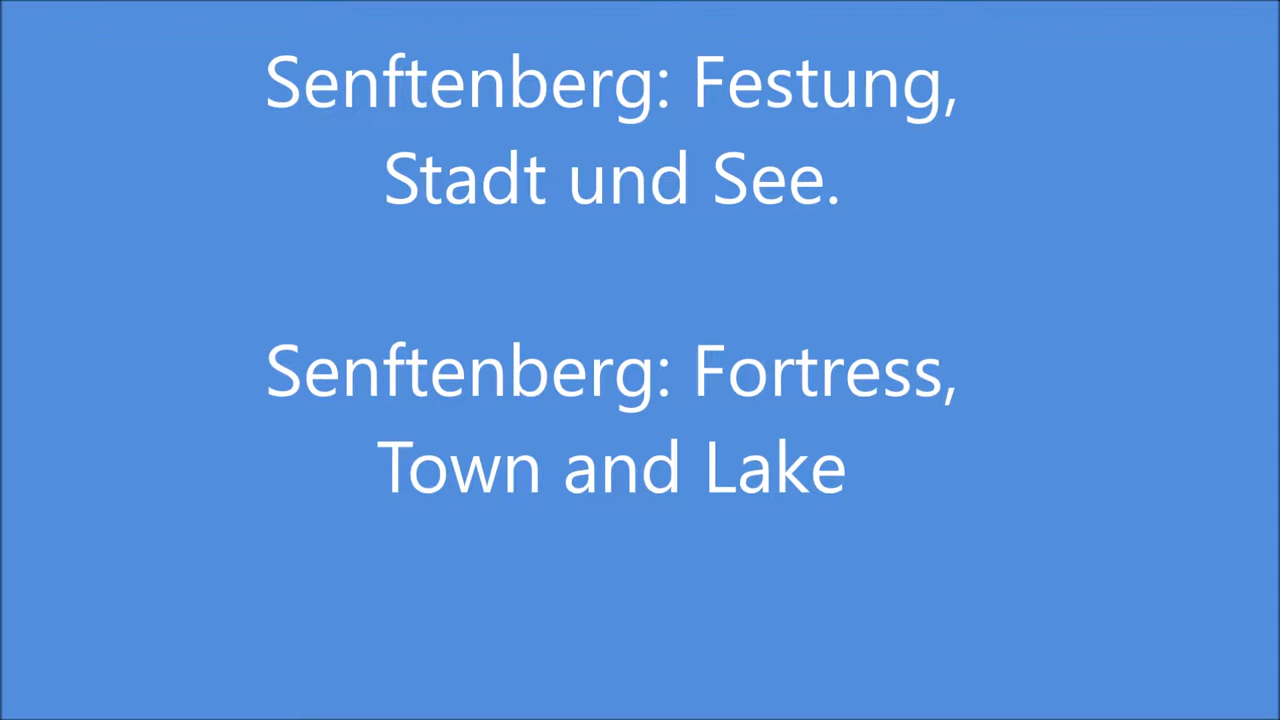 Senftenberg: Festung,
Stadt und See.
Senftenberg: Fortress,
Town and Lake